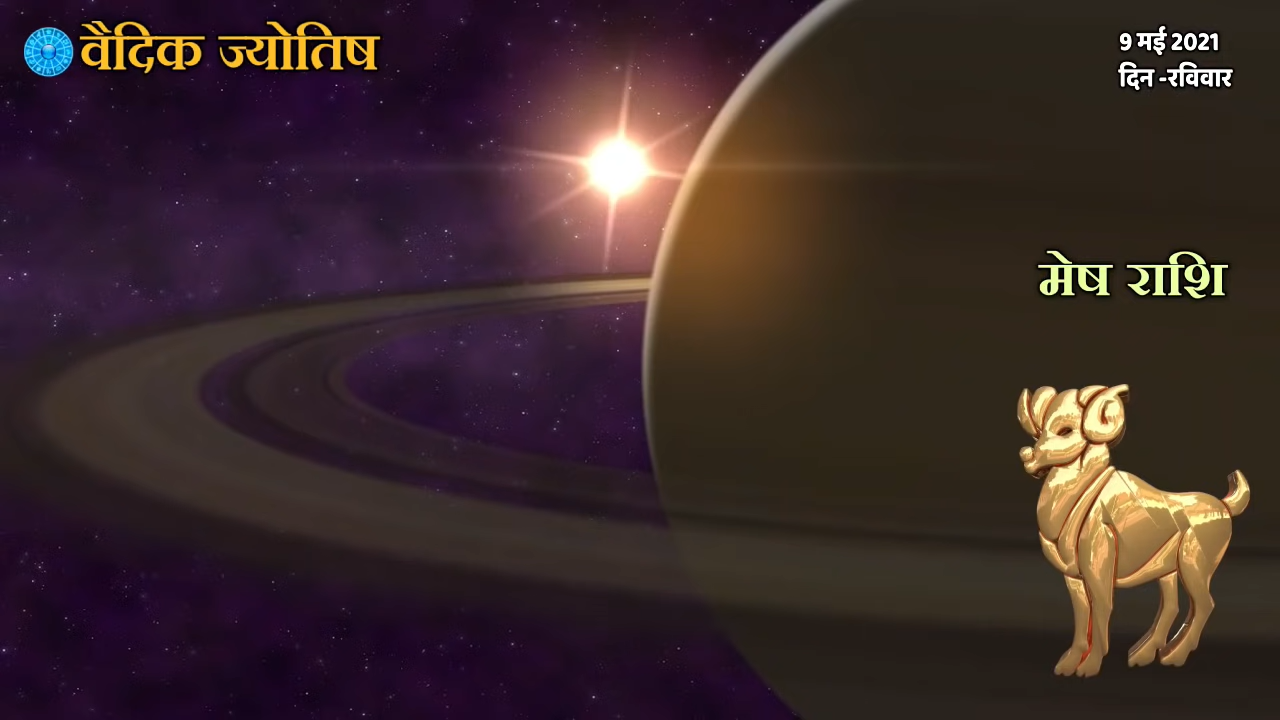 वैदिक ज्योतिष
9 मई 2021
दिन -रविवार
मेष राशि